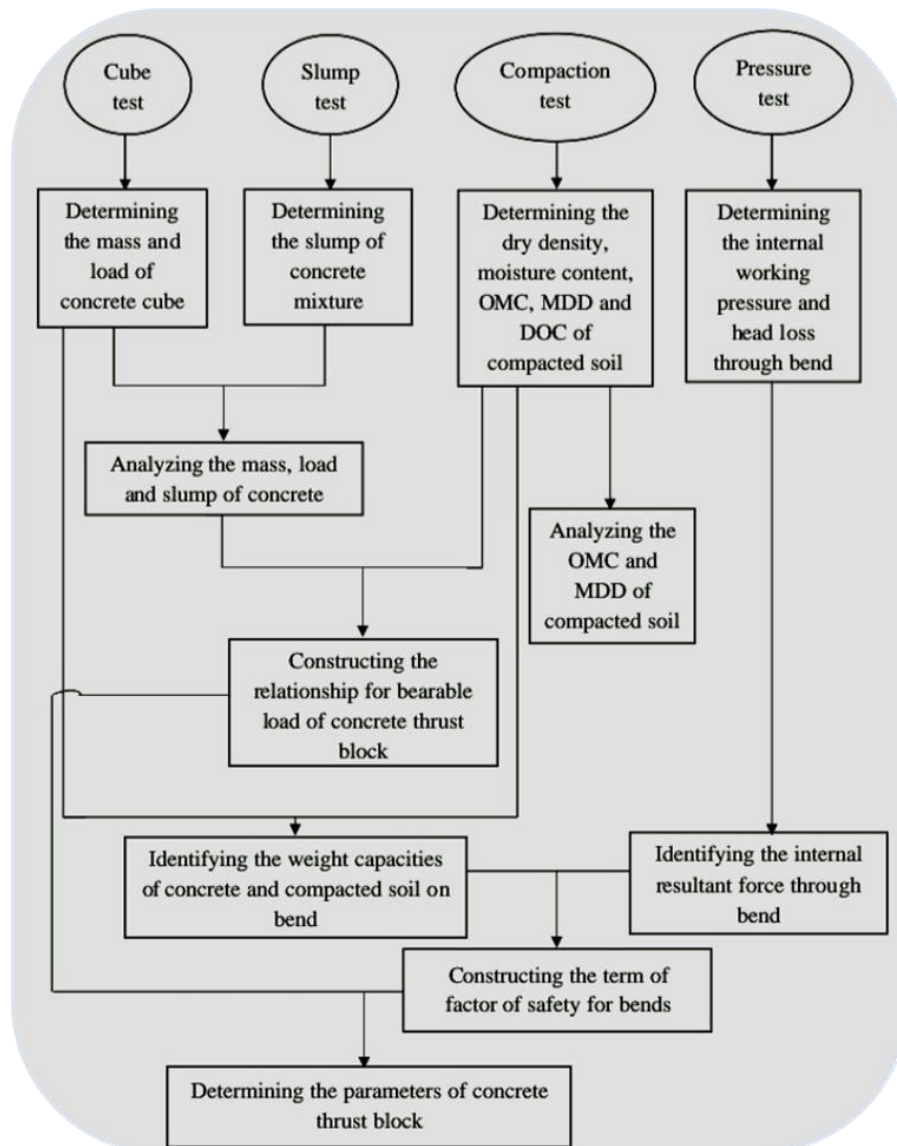 Cube
test
Slump
test
Compaction
test
Pressure
test
Determining
the mass and
load of
concrete cube
Determining
the slump of
concrete
mixture
Determining the
dry density,
moisture content,
OMC, MDD and
DOC of
compacted soil
Determining
the internal
working
pressure and
head loss
through bend
Analyzing the mass, load
and slump of concrete
Analyzing the
OMC and
MDD of
compacted soil
Constructing the
relationship for bearable
load of concrete thrust
block
Identifying the weight capacities
of concrete and compacted soil on
bend
Identifying the internal
resultant force through
bend
Constructing the term of
factor of safety for bends
Determining the parameters of concrete
thrust block